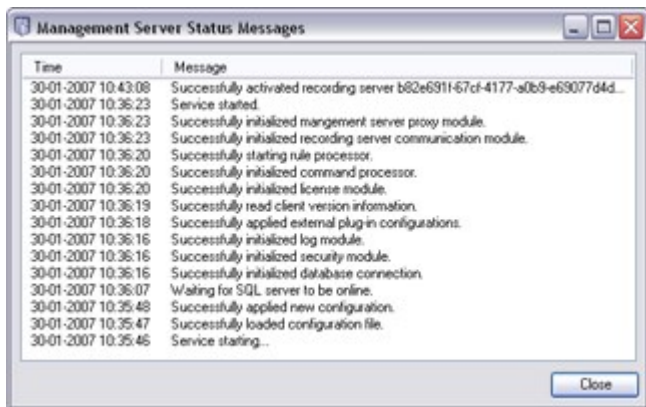 Management Server Status Messages
Time Message
30-01-2007 10:43:08 Successfully activated recording server b82e691f-67cf-4177-a0b9-e69077d4d...
30-01-2007 10:36:23 Service started.
30-01-2007 10:36:23 Successfully initialized mangement server proxy module.
30-01-2007 10:36:23 Successfully initialized recording server communication module.
30-01-2007 10:36:20 Successfully starting rule processor.
30-01-2007 10:36:20 Successfully initialized command processor.
30-01-2007 10:36:20 Successfully initialized license module.
30-01-2007 10:36:19 Successfully read client version information.
30-01-2007 10:36:18 Successfully applied external plug-in configurations.
30-01-2007 10:36:16 Successfully initialized log module.
30-01-2007 10:36:16 Successfully initialized security module.
30-01-2007 10:36:16 Successfully initialized database connection.
30-01-2007 10:36:07 Waiting for SQL server to be online.
30-01-2007 10:35:48 Successfully applied new configuration.
30-01-2007 10:35:47 Successfully loaded configuration file.
30-01-2007 10:35:46 Service starting...
Close